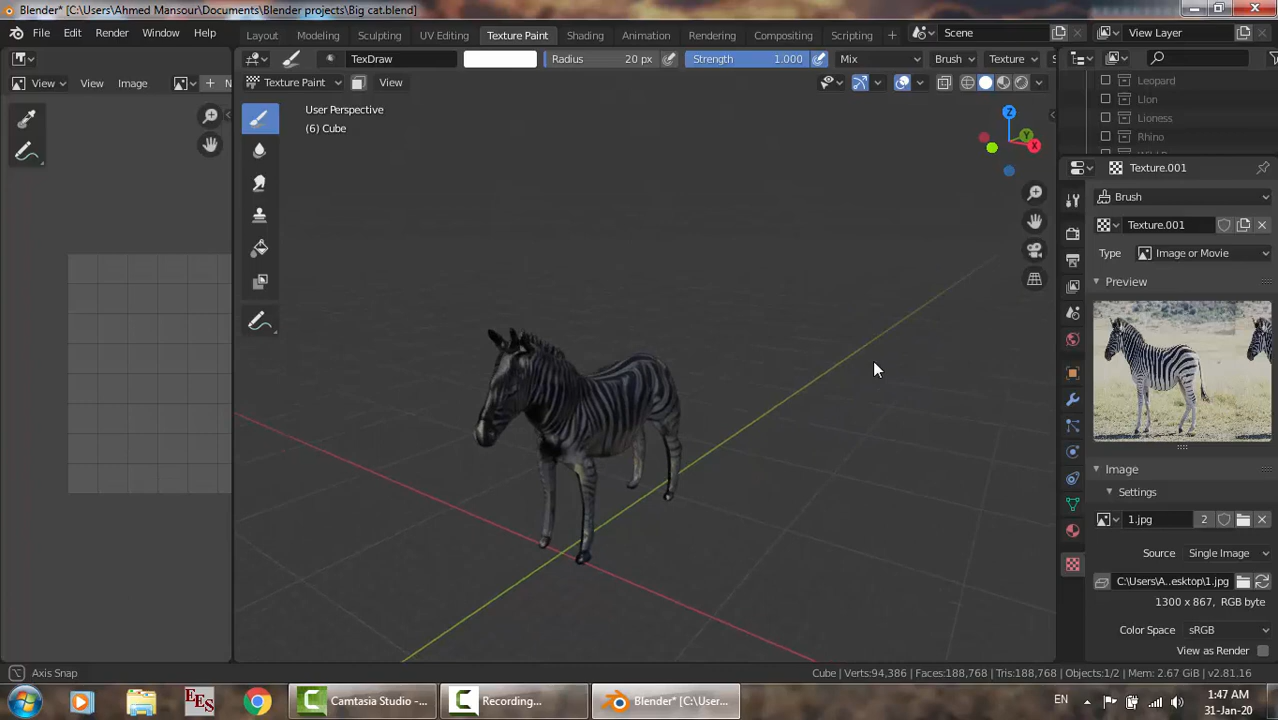 Blender* [C:\Users\Ahmed Mansour\Documents\Blender projects\Big cat.blend]
File Edit Render Window Help
Layout Modeling Sculpting UV Editing Texture Paint Shading Animation Rendering Compositing Scripting
Scene
View Layer
TexDraw
Radius 20 px
Strength 1.000
Mix
Brush
Texture
View View Image N
Texture Paint View
User Perspective
(6) Cube
Z
Y
X
Leopard
LIon
Lioness
Rhino
Texture.001
Brush
Texture.001
Type Image or Movie
Preview
Image
Settings
1.jpg 2
Source Single Image
C:\Users\A..esktop\1.jpg
1300 x 867, RGB byte
Color Space sRGB
View as Render
Axis Snap
Cube | Verts:94,386 | Faces:188,768 | Tris:188,768 | Objects:1/2 | Mem: 2.67 GiB | v2.81.16
EES
Camtasia Studio -...
Recording...
Blender* [C:\User...
EN
1:47 AM
31-Jan-20